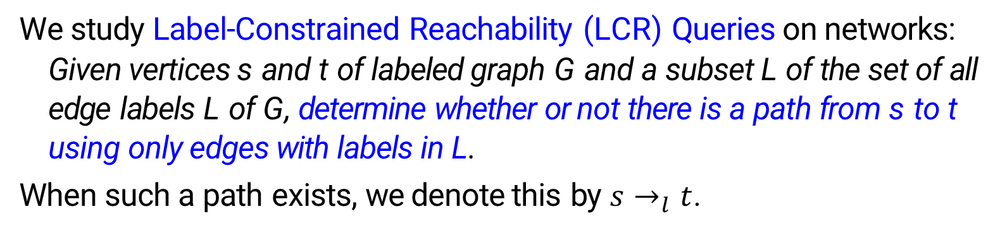 We study Label-Constrained Reachability (LCR) Queries on networks:
Given vertices s and t of labeled graph G and a subset L of the set of all
edge labels L of G, determine whether or not there is a path from s to t
using only edges with labels in L.
When such a path exists, we denote this by s →l t.